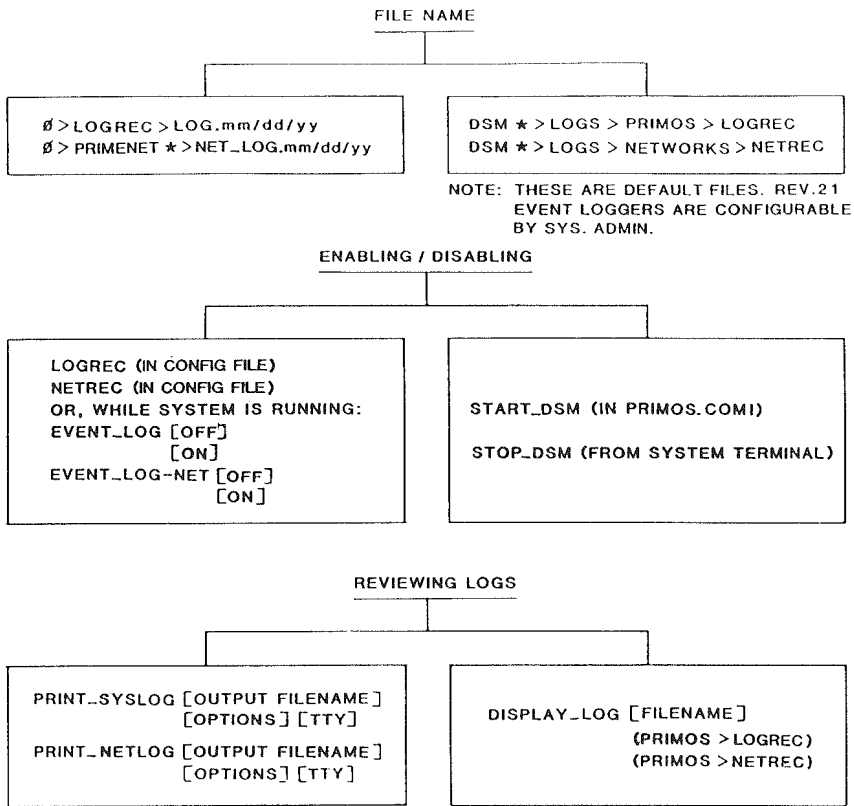 FILE NAME
Ø>LOGREC>LOG.mm/dd/yy
Ø>PRIMENET *>NET_LOG.mm/dd/yy
DSM *>LOGS>PRIMOS>LOGREC
DSM *>LOGS>NETWORKS>NETREC
NOTE: THESE ARE DEFAULT FILES. REV.21
EVENT LOGGERS ARE CONFIGURABLE
BY SYS. ADMIN.
ENABLING / DISABLING
LOGREC (IN CONFIG FILE)
NETREC (IN CONFIG FILE)
OR, WHILE SYSTEM IS RUNNING:
EVENT_LOG [OFF]
[ON]
EVENT_LOG-NET [OFF]
[ON]
START_DSM (IN PRIMOS.COMI)
STOP_DSM (FROM SYSTEM TERMINAL)
REVIEWING LOGS
PRINT_SYSLOG [OUTPUT FILENAME]
[OPTIONS] [TTY]
PRINT_NETLOG [OUTPUT FILENAME]
[OPTIONS] [TTY]
DISPLAY_LOG [FILENAME]
(PRIMOS >LOGREC)
(PRIMOS >NETREC)